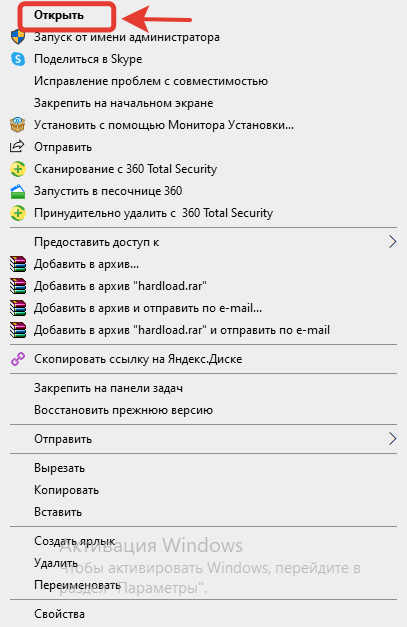 Открыть
Запуск от имени администратора
Поделиться в Skype
Исправление проблем с совместимостью
Закрепить на начальном экране
Установить с помощью Монитора Установки...
Отправить
Сканирование с 360 Total Security
Запустить в песочнице 360
Принудительно удалить с 360 Total Security
Предоставить доступ к
Добавить в архив...
Добавить в архив "hardload.rar"
Добавить в архив и отправить по e-mail...
Добавить в архив "hardload.rar" и отправить по e-mail
Скопировать ссылку на Яндекс.Диске
Закрепить на панели задач
Восстановить прежнюю версию
Отправить
Вырезать
Копировать
Вставить
Создать ярлык
Активация Windows
Удалить
Чтобы активировать Windows, перейдите в
Переименовать
раздел "Параметры".
Свойства